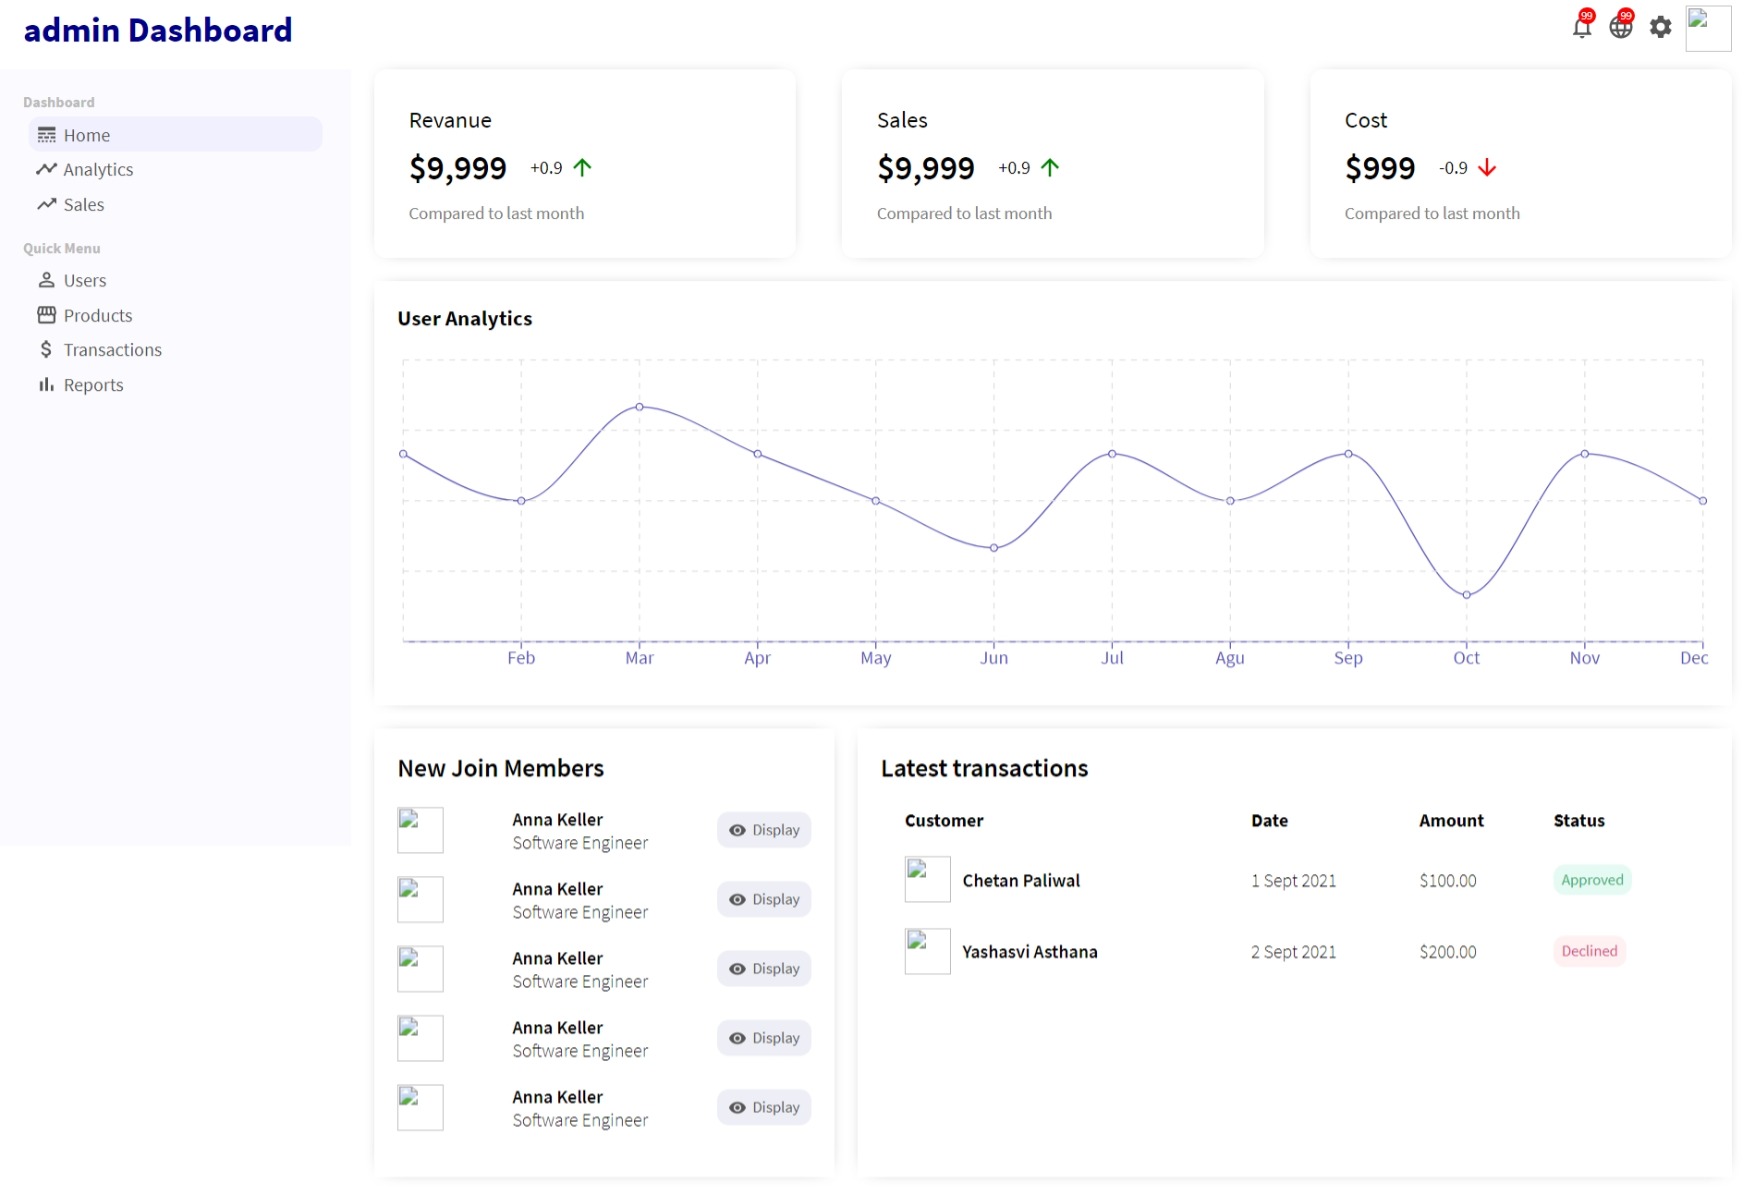 admin Dashboard
99
99
Dashboard
Home
Analytics
Sales
Quick Menu
Users
Products
Transactions
Reports
Revanue
$9,999 +0.9
Compared to last month
Sales
$9,999 +0.9
Compared to last month
Cost
$999 -0.9
Compared to last month
User Analytics
Feb Mar Apr May Jun Jul Agu Sep Oct Nov Dec
New Join Members
Anna Keller
Software Engineer
Display
Anna Keller
Software Engineer
Display
Anna Keller
Software Engineer
Display
Anna Keller
Software Engineer
Display
Anna Keller
Software Engineer
Display
Latest transactions
Customer Date Amount Status
Chetan Paliwal 1 Sept 2021 $100.00 Approved
Yashasvi Asthana 2 Sept 2021 $200.00 Declined